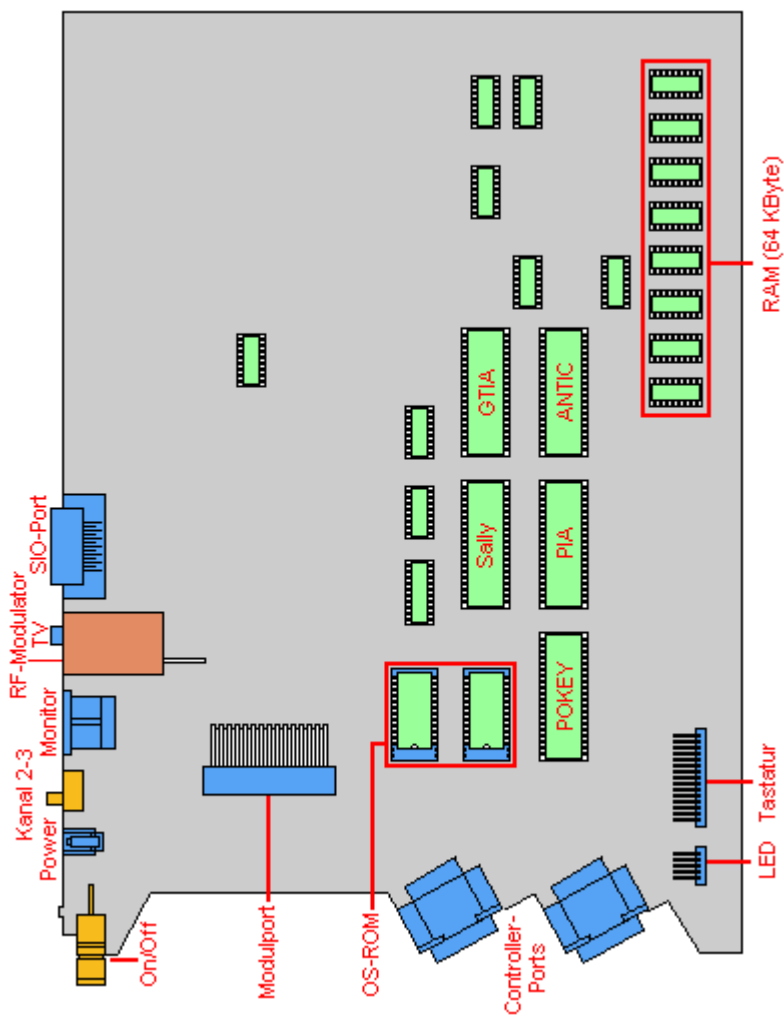 SIO-Port
RF-Modulator
TV
Monitor
Kanal 2-3
Power
On/Off
Modulport
OS-ROM
Controller-
Ports
LED
Tastatur
RAM (64 KByte)
GTIA
ANTIC
Sally
PIA
POKEY